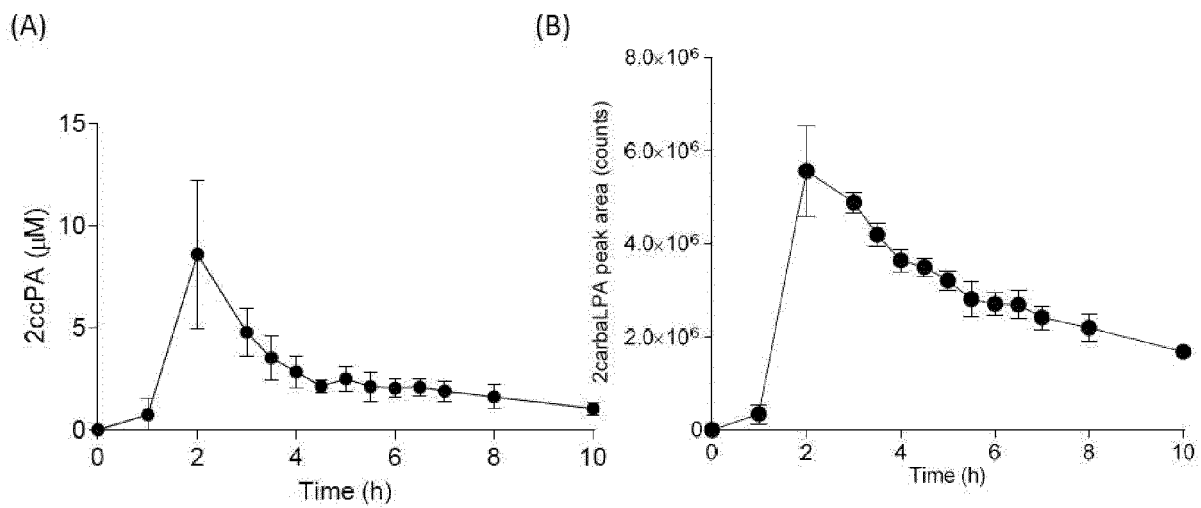 (A)
2ccPA (μM)
15
10
5
0
0 2 4 6 8 10
Time (h)
(B)
2carbaLPA peak area (counts)
8.0×10⁶
6.0×10⁶
4.0×10⁶
2.0×10⁶
0
0 2 4 6 8 10
Time (h)